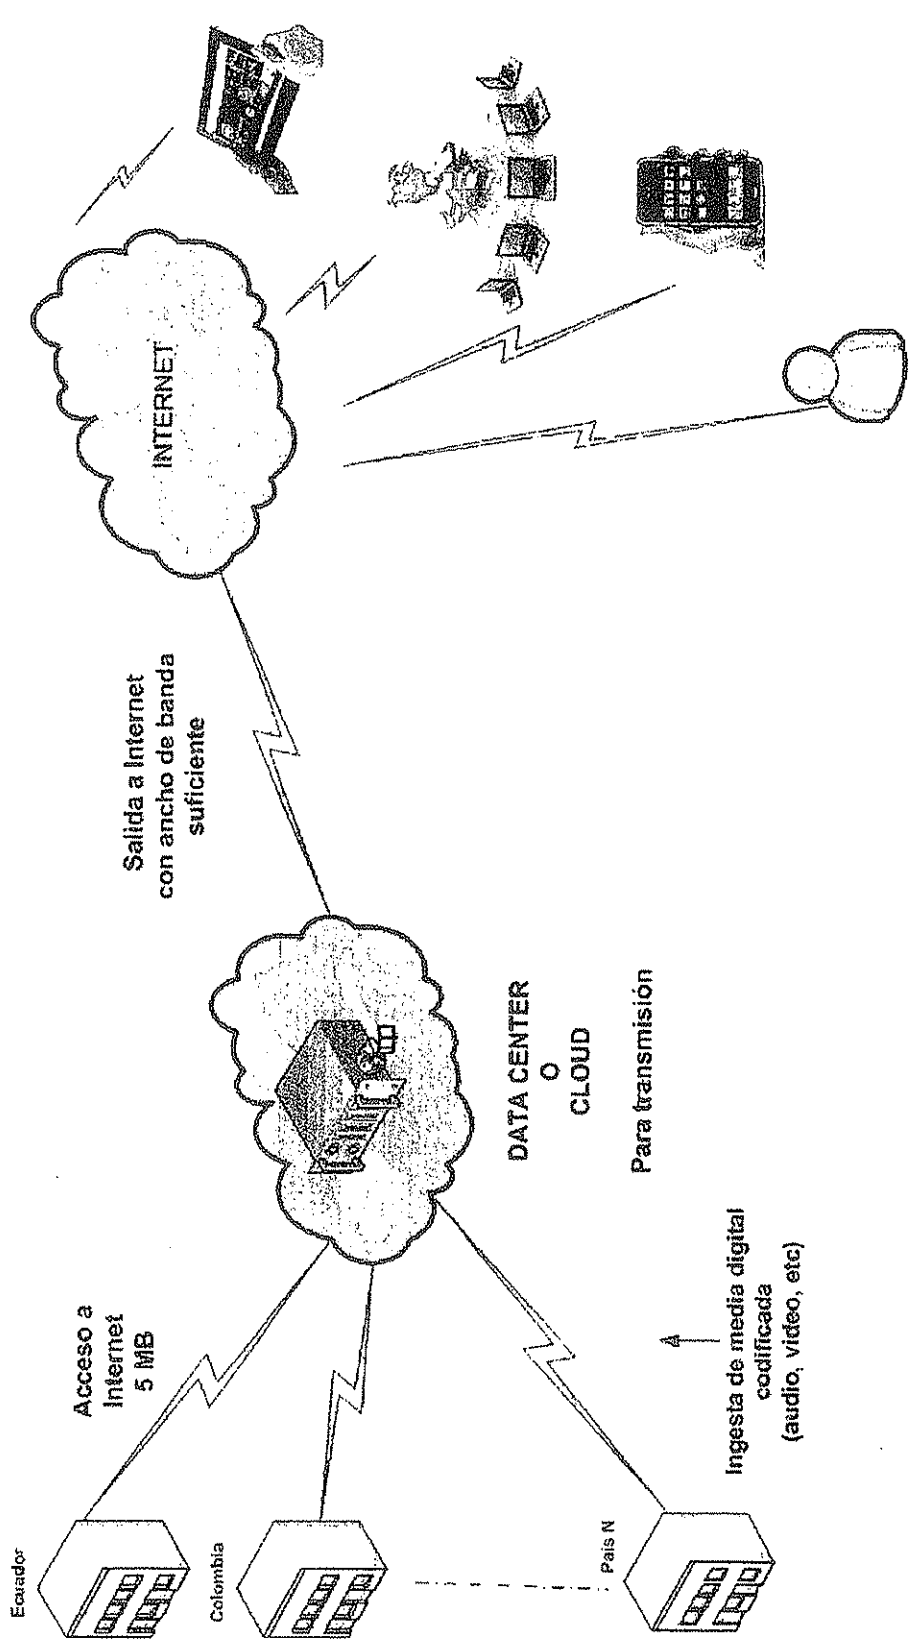 Ecuador
Acceso a
Internet
5 MB
Salida a Internet
con ancho de banda
suficiente
INTERNET
Colombia
DATA CENTER
O
CLOUD
Para transmisión
País N
Ingesta de media digital
codificada
(audio, video, etc)